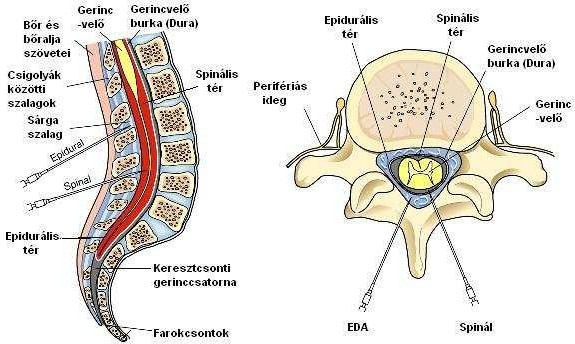 Bőr és
bőralja
szövetei
Gerinc
-velő
Gerincvelő
burka (Dura)
Csigolyák
közötti
szalagok
Spinális
tér
Sárga
szalag
Epidural
Spinal
Epidurális
tér
Keresztcsonti
gerinccsatorna
Farokcsontok
Epidurális
tér
Spinális
tér
Gerincvelő
burka (Dura)
Perifériás
ideg
Gerinc
-velő
EDA
Spinál